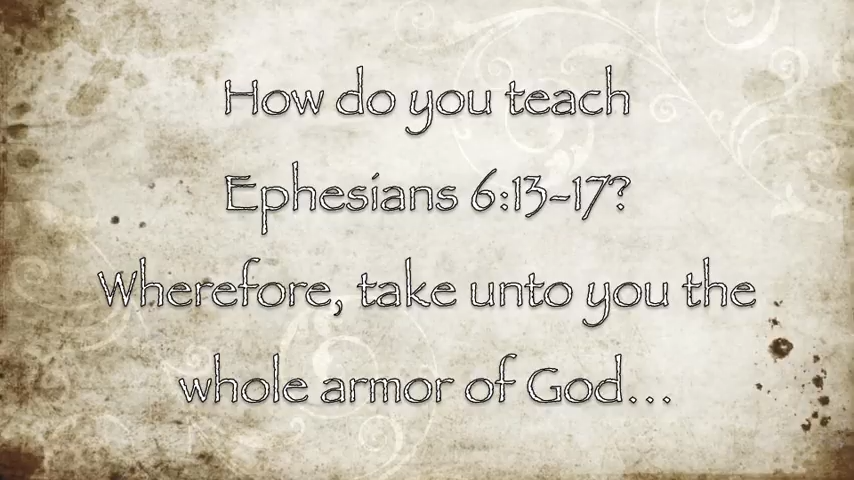 How do you teach
Ephesians 6:13-17?
Wherefore, take unto you the
whole armor of God...